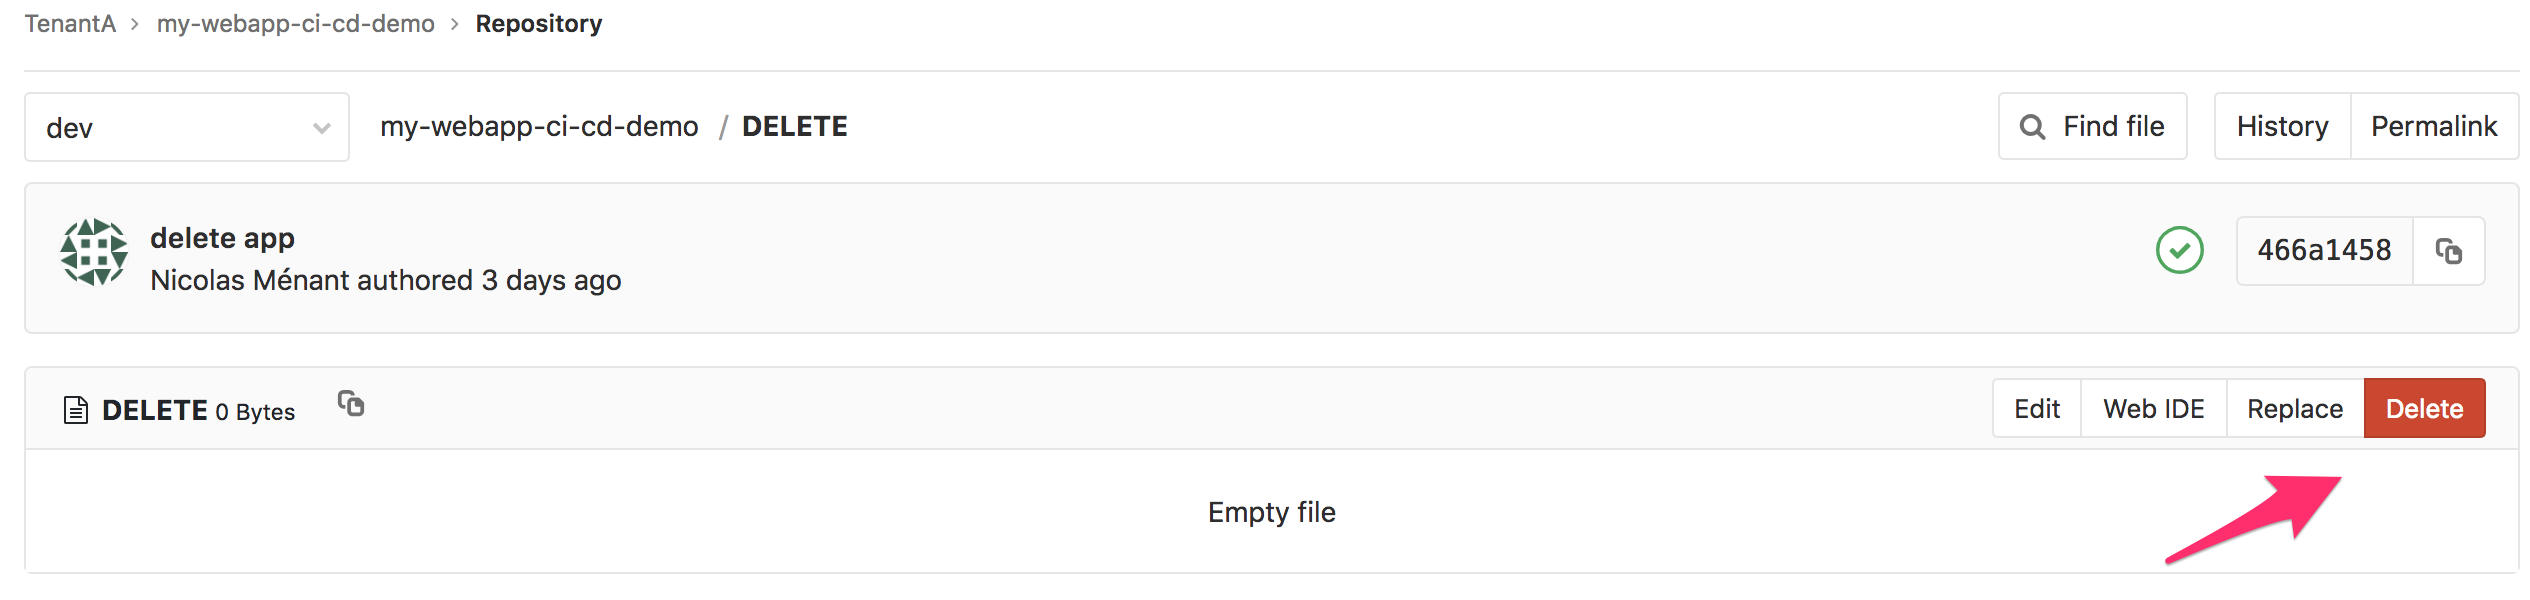 TenantA > my-webapp-ci-cd-demo > Repository
dev my-webapp-ci-cd-demo / DELETE Find file History Permalink
delete app
Nicolas Ménant authored 3 days ago
466a1458
DELETE 0 Bytes Edit Web IDE Replace Delete
Empty file